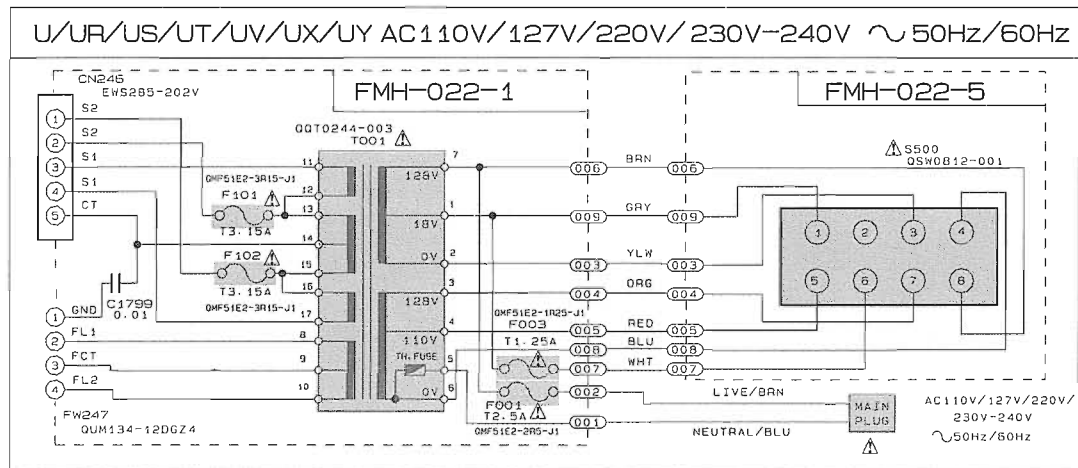 U/UR/US/UT/UV/UX/UY AC110V/127V/220V/230V-240V ∿ 50Hz/60Hz
CN246
EWS285-202V
FMH-022-1
FMH-022-5
1 S2
2 S2
3 S1
4 S1
5 CT
QQT0244-003
T001
QMF51E2-3R15-J1
F101
T3.15A
F102
T3.15A
QMF51E2-3R15-J1
C1799
0.01
1 GND
2 FL1
3 FCT
4 FL2
FW247
QUM134-12DGZ4
11
12
13
14
15
16
17
8
9
10
7
128V
1
18V
0V 2
3
128V
4
110V
TH.FUSE 5
0V 6
QMF51E2-1R25-J1
F003
T1.25A
F001
T2.5A
QMF51E2-2R5-J1
006 BRN 006
009 GRY 009
003 YLW 003
004 ORG 004
005 RED 005
008 BLU 008
007 WHT 007
002 LIVE/BRN
001 NEUTRAL/BLU
S500
QSW0812-001
1 2 3 4
5 6 7 8
MAIN
PLUG
AC110V/127V/220V/
230V-240V
∿50Hz/60Hz